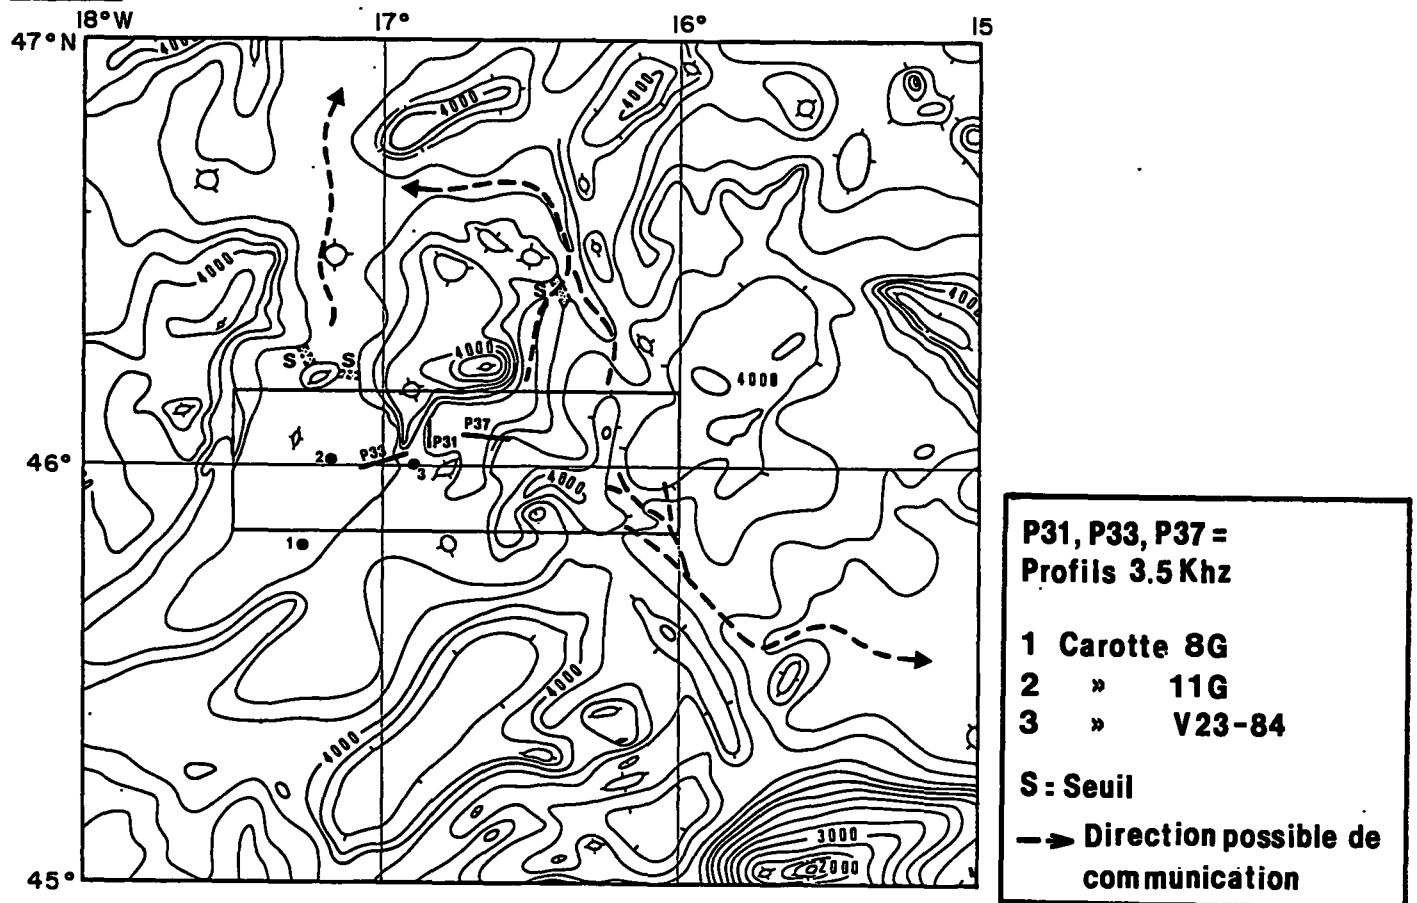 18°W 17° 16° 15
47°N
4000
4000
4000
4000
4000
4000
S
S
S
4000
4000
P37
P31
P33
46°
2
3
4000
1
4000
4000
3000
2000
45°
P31, P33, P37 =
Profils 3.5 Khz
1 Carotte 8G
2 » 11G
3 » V23-84
S = Seuil
Direction possible de
communication